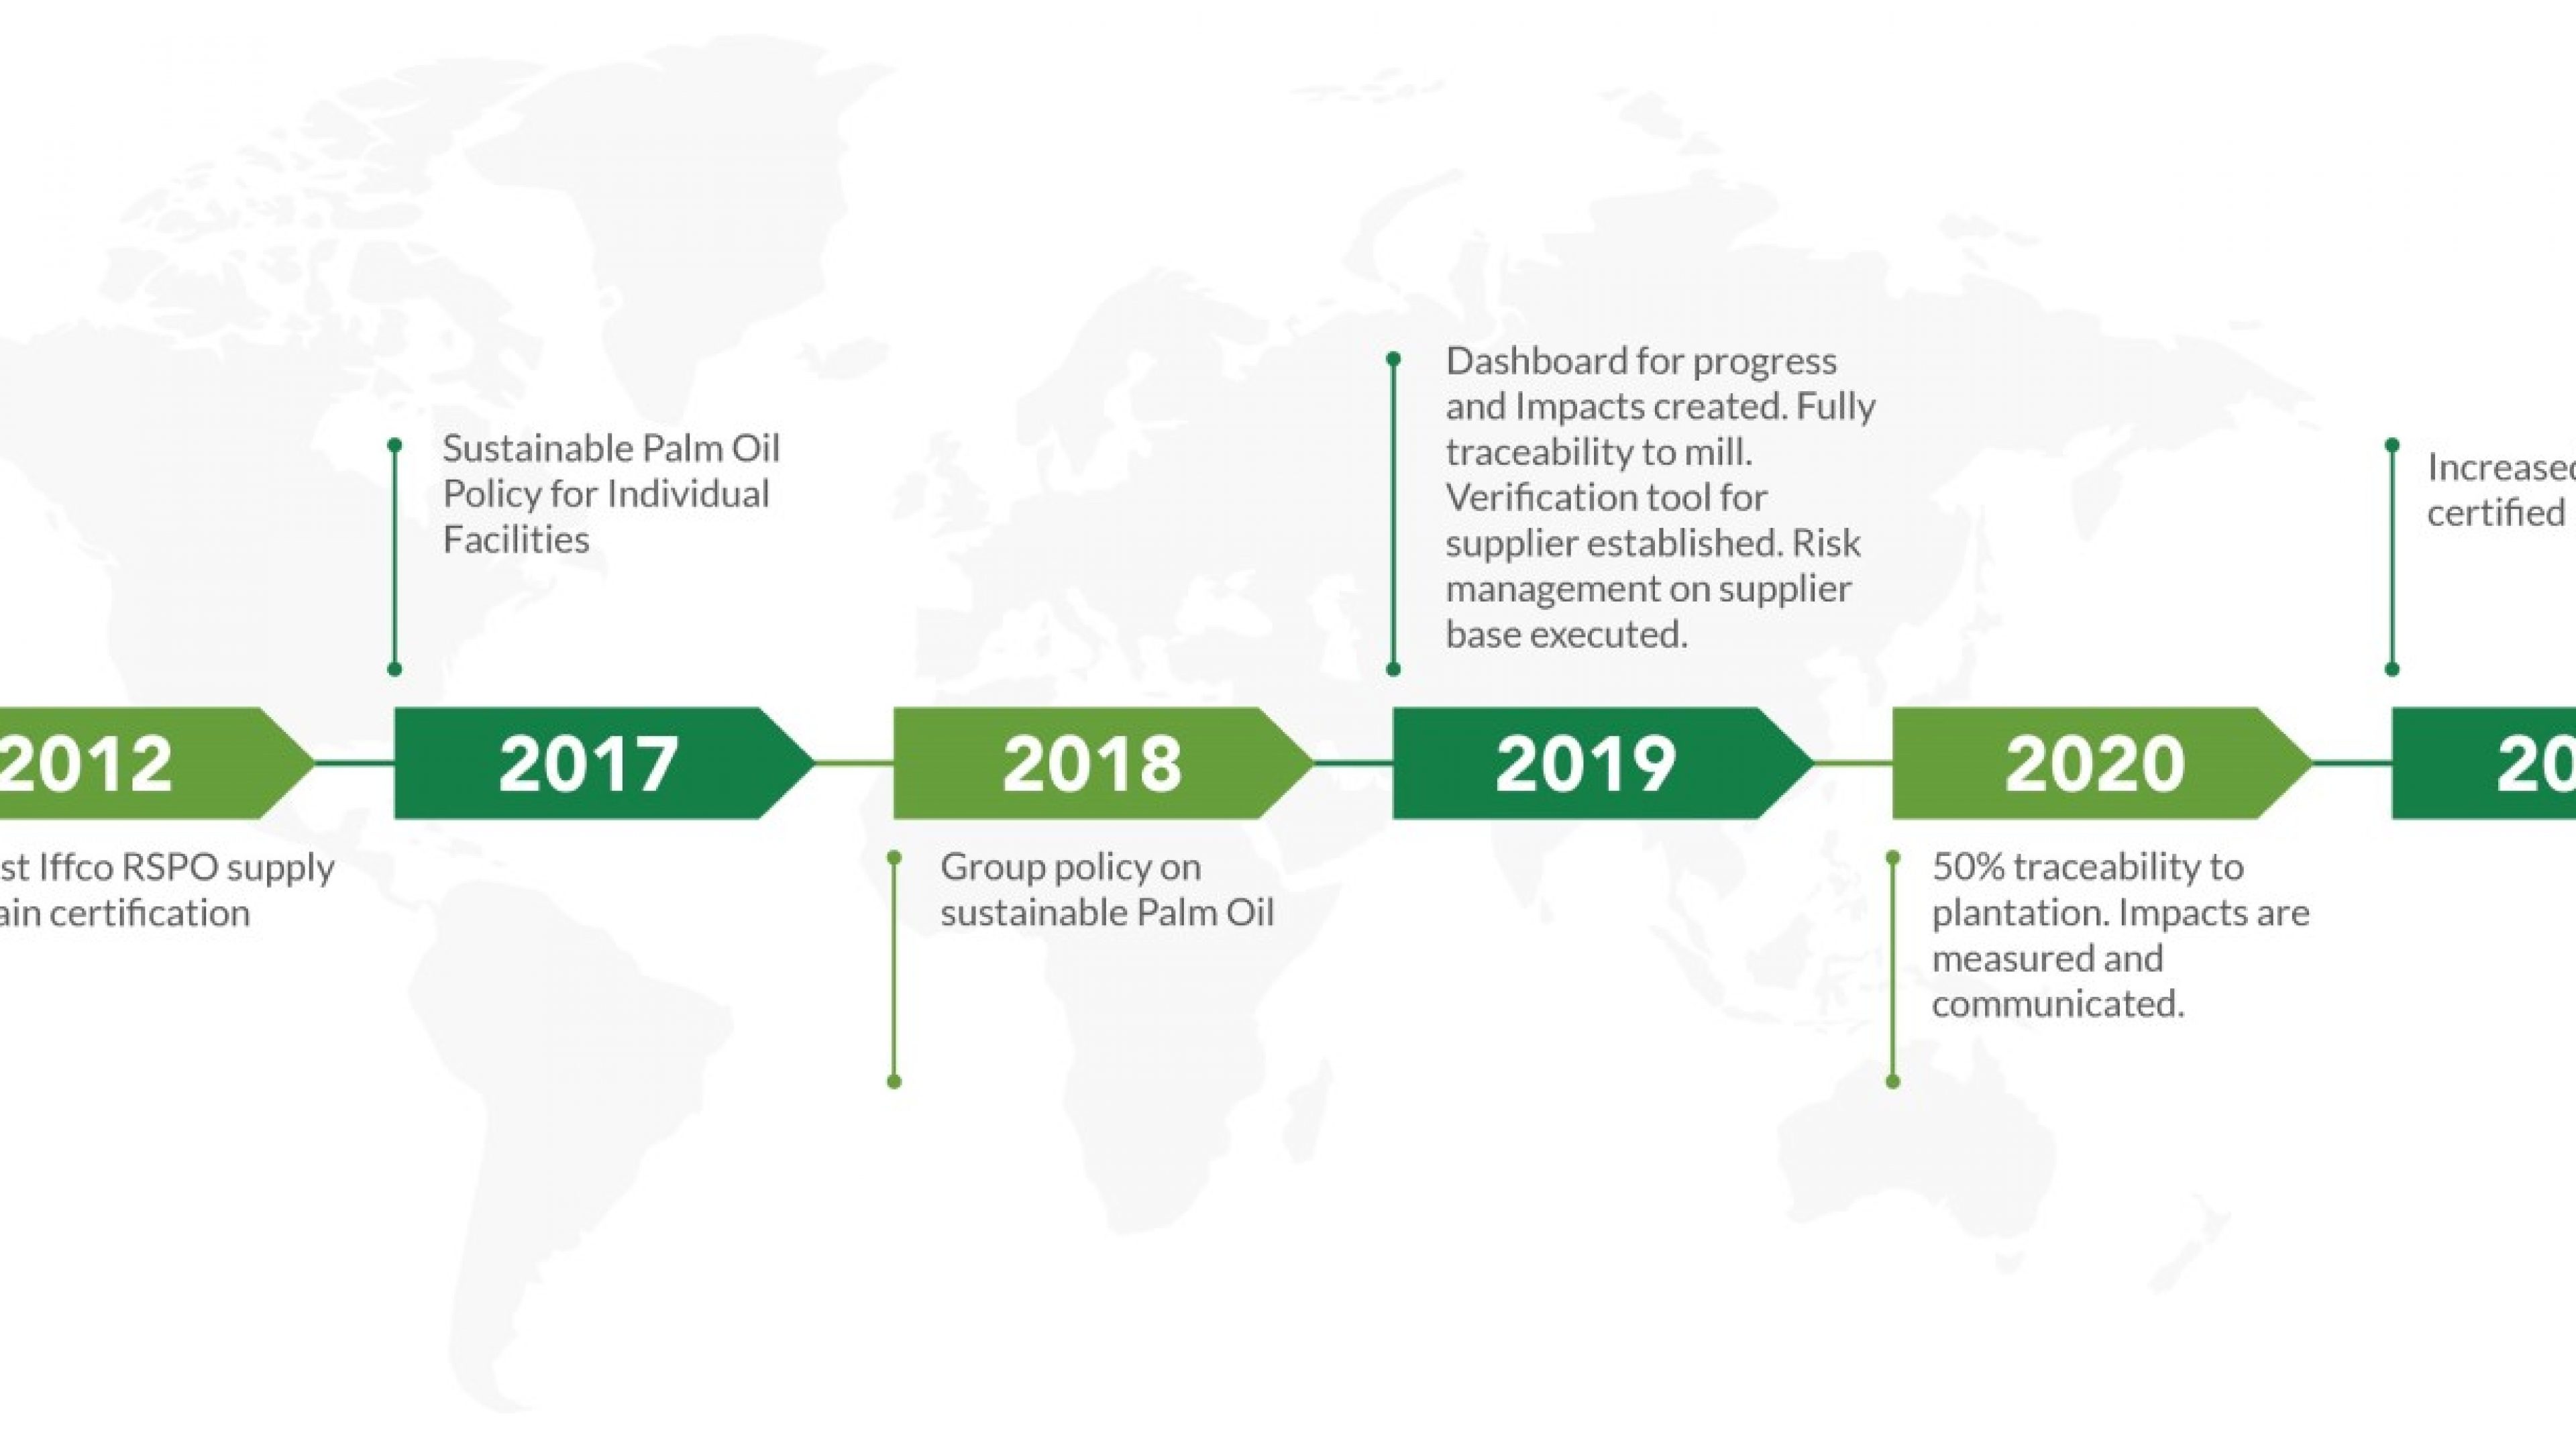 2012
st Iffco RSPO supply
ain certification
Sustainable Palm Oil
Policy for Individual
Facilities
2017
2018
Group policy on
sustainable Palm Oil
Dashboard for progress
and Impacts created. Fully
traceability to mill.
Verification tool for
supplier established. Risk
management on supplier
base executed.
2019
2020
50% traceability to
plantation. Impacts are
measured and
communicated.
Increased
certified
20